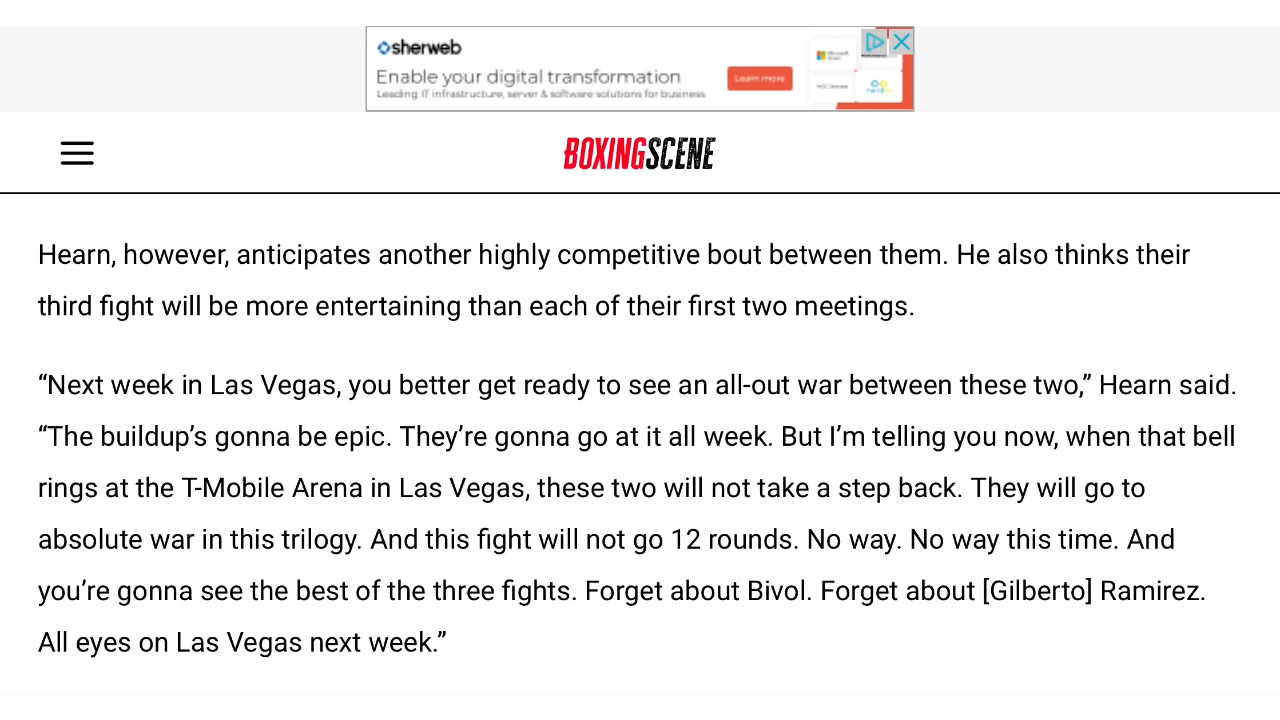 sherweb
Enable your digital transformation
Leading IT infrastructure, server & software solutions for business
Learn more
Microsoft
BOXINGSCENE
Hearn, however, anticipates another highly competitive bout between them. He also thinks their
third fight will be more entertaining than each of their first two meetings.
“Next week in Las Vegas, you better get ready to see an all-out war between these two,” Hearn said.
“The buildup’s gonna be epic. They’re gonna go at it all week. But I’m telling you now, when that bell
rings at the T-Mobile Arena in Las Vegas, these two will not take a step back. They will go to
absolute war in this trilogy. And this fight will not go 12 rounds. No way. No way this time. And
you’re gonna see the best of the three fights. Forget about Bivol. Forget about [Gilberto] Ramirez.
All eyes on Las Vegas next week.”